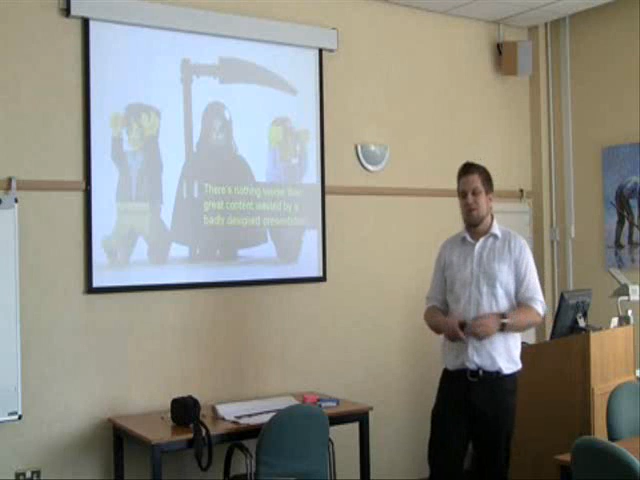 There's nothing worse than
great content wasted by a
badly designed presentation